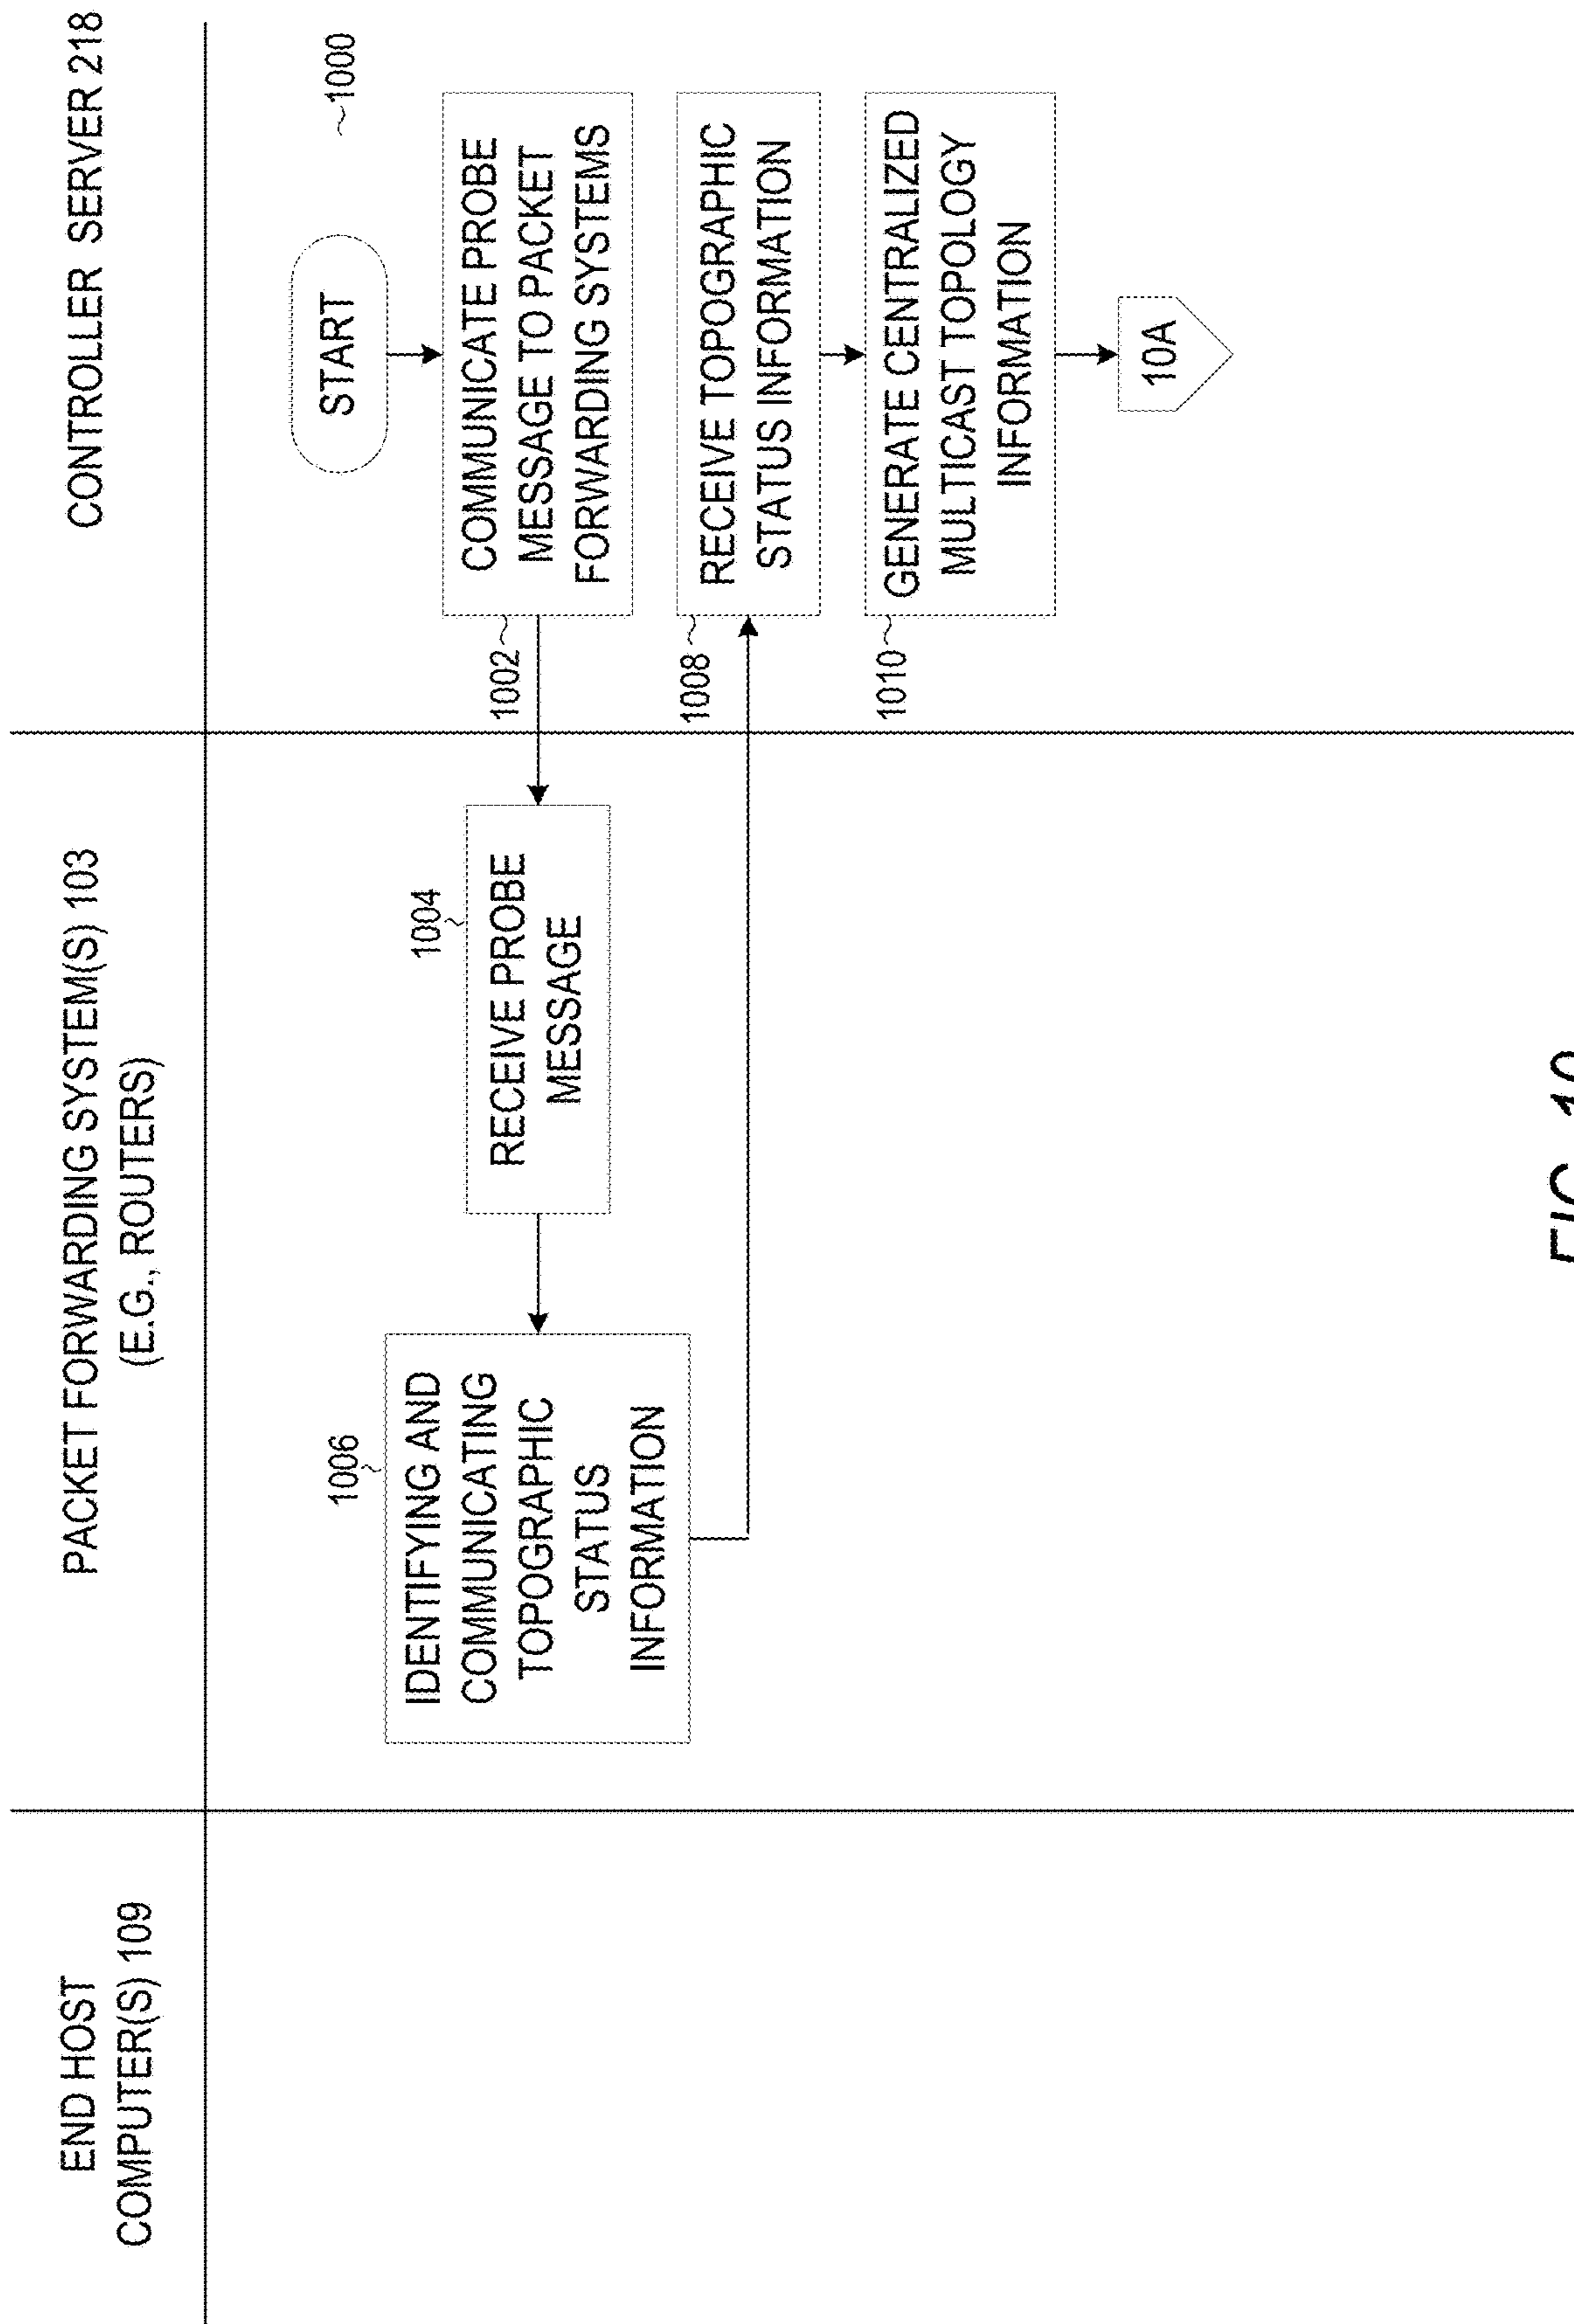 END HOST
COMPUTER(S) 109
PACKET FORWARDING SYSTEM(S) 103
(E.G., ROUTERS)
CONTROLLER SERVER 218
~1000
START
1002
COMMUNICATE PROBE
MESSAGE TO PACKET
FORWARDING SYSTEMS
1004
RECEIVE PROBE
MESSAGE
1006
IDENTIFYING AND
COMMUNICATING
TOPOGRAPHIC
STATUS
INFORMATION
1008
RECEIVE TOPOGRAPHIC
STATUS INFORMATION
1010
GENERATE CENTRALIZED
MULTICAST TOPOLOGY
INFORMATION
10A